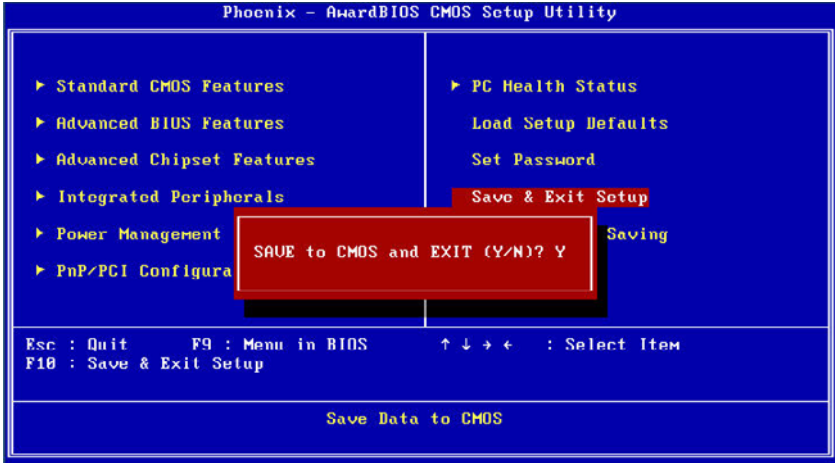 Phoenix - AwardBIOS CMOS Setup Utility
► Standard CMOS Features
► Advanced BIOS Features
► Advanced Chipset Features
► Integrated Peripherals
► Power Management
► PnP/PCI Configura
► PC Health Status
Load Setup Defaults
Set Password
Save & Exit Setup
Saving
SAVE to CMOS and EXIT (Y/N)? Y
Esc : Quit F9 : Menu in BIOS ↑ ↓ → ← : Select Item
F10 : Save & Exit Setup
Save Data to CMOS